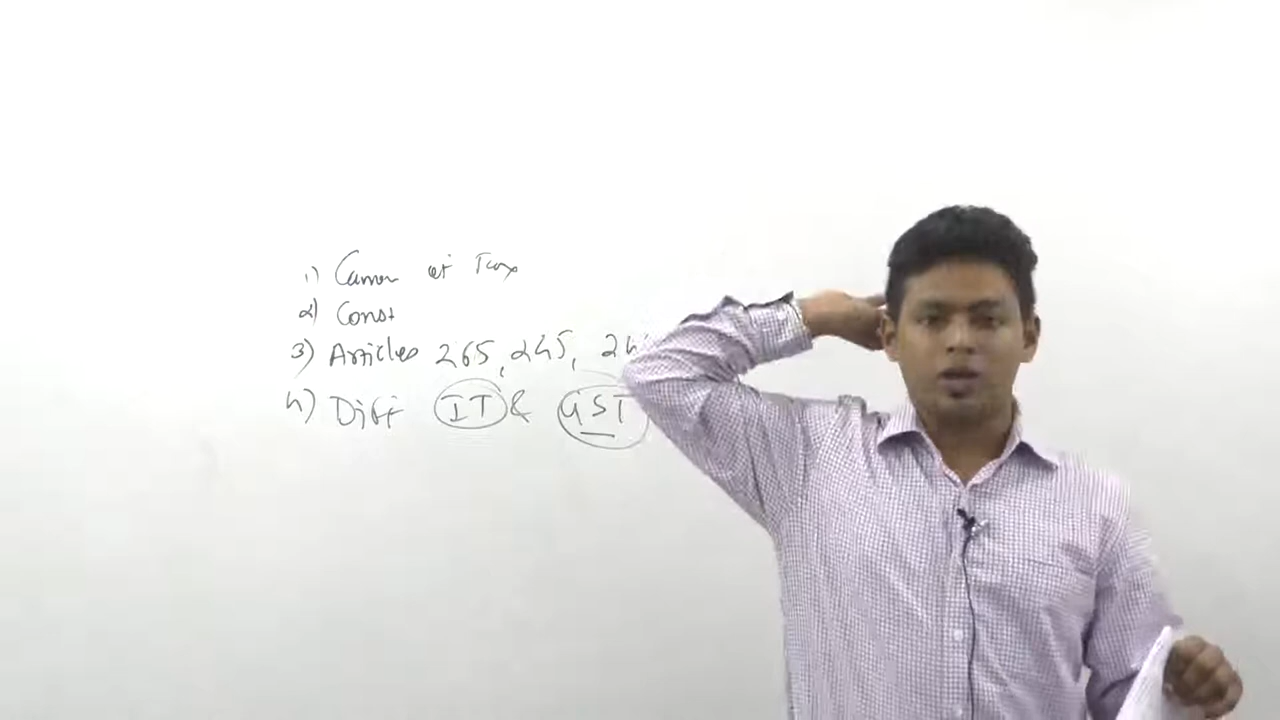 1) Canon of Tax
2) Const
3) Articles 265, 245, 24
4) Diff IT & GST